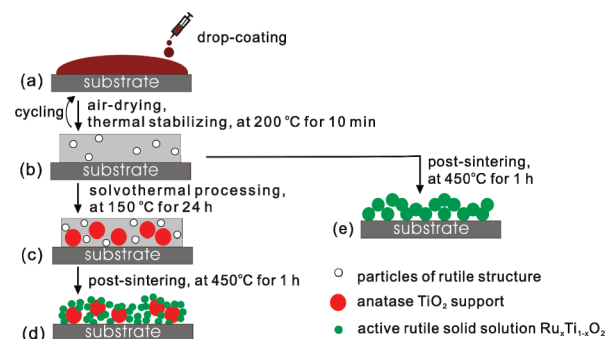 drop-coating
(a)
substrate
cycling
air-drying,
thermal stabilizing, at 200 °C for 10 min
(b)
substrate
solvothermal processing,
at 150 °C for 24 h
(c)
substrate
post-sintering, at 450°C for 1 h
(d)
substrate
post-sintering,
at 450°C for 1 h
(e)
substrate
particles of rutile structure
anatase TiO₂ support
active rutile solid solution RuₓTi₁₋ₓO₂